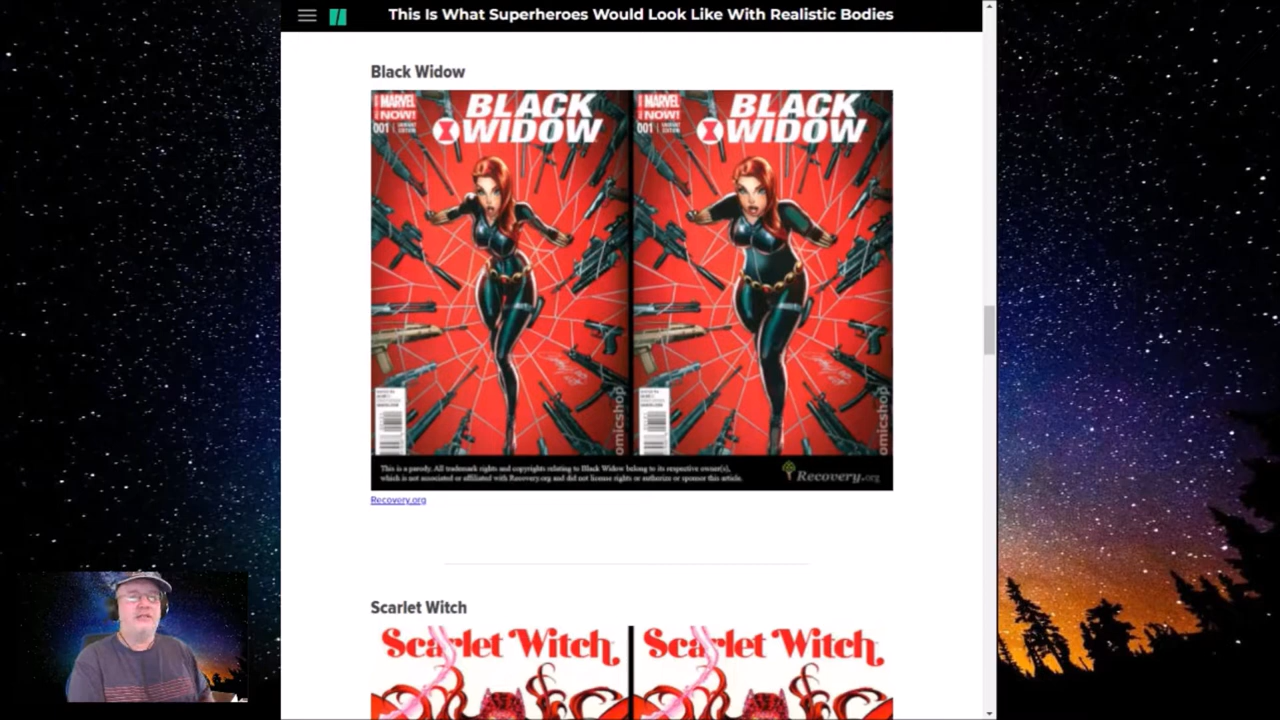 This Is What Superheroes Would Look Like With Realistic Bodies
Black Widow
MARVEL
NOW!
001
BLACK
WIDOW
MARVEL
NOW!
001
BLACK
WIDOW
omicshop
omicshop
This is a parody. All trademark rights and copyrights relating to Black Widow belong to its respective owner(s),
which is not associated or affiliated with Recovery.org and did not license rights or authorize or sponsor this article.
Recovery.org
Recovery.org
Scarlet Witch
Scarlet Witch
Scarlet Witch